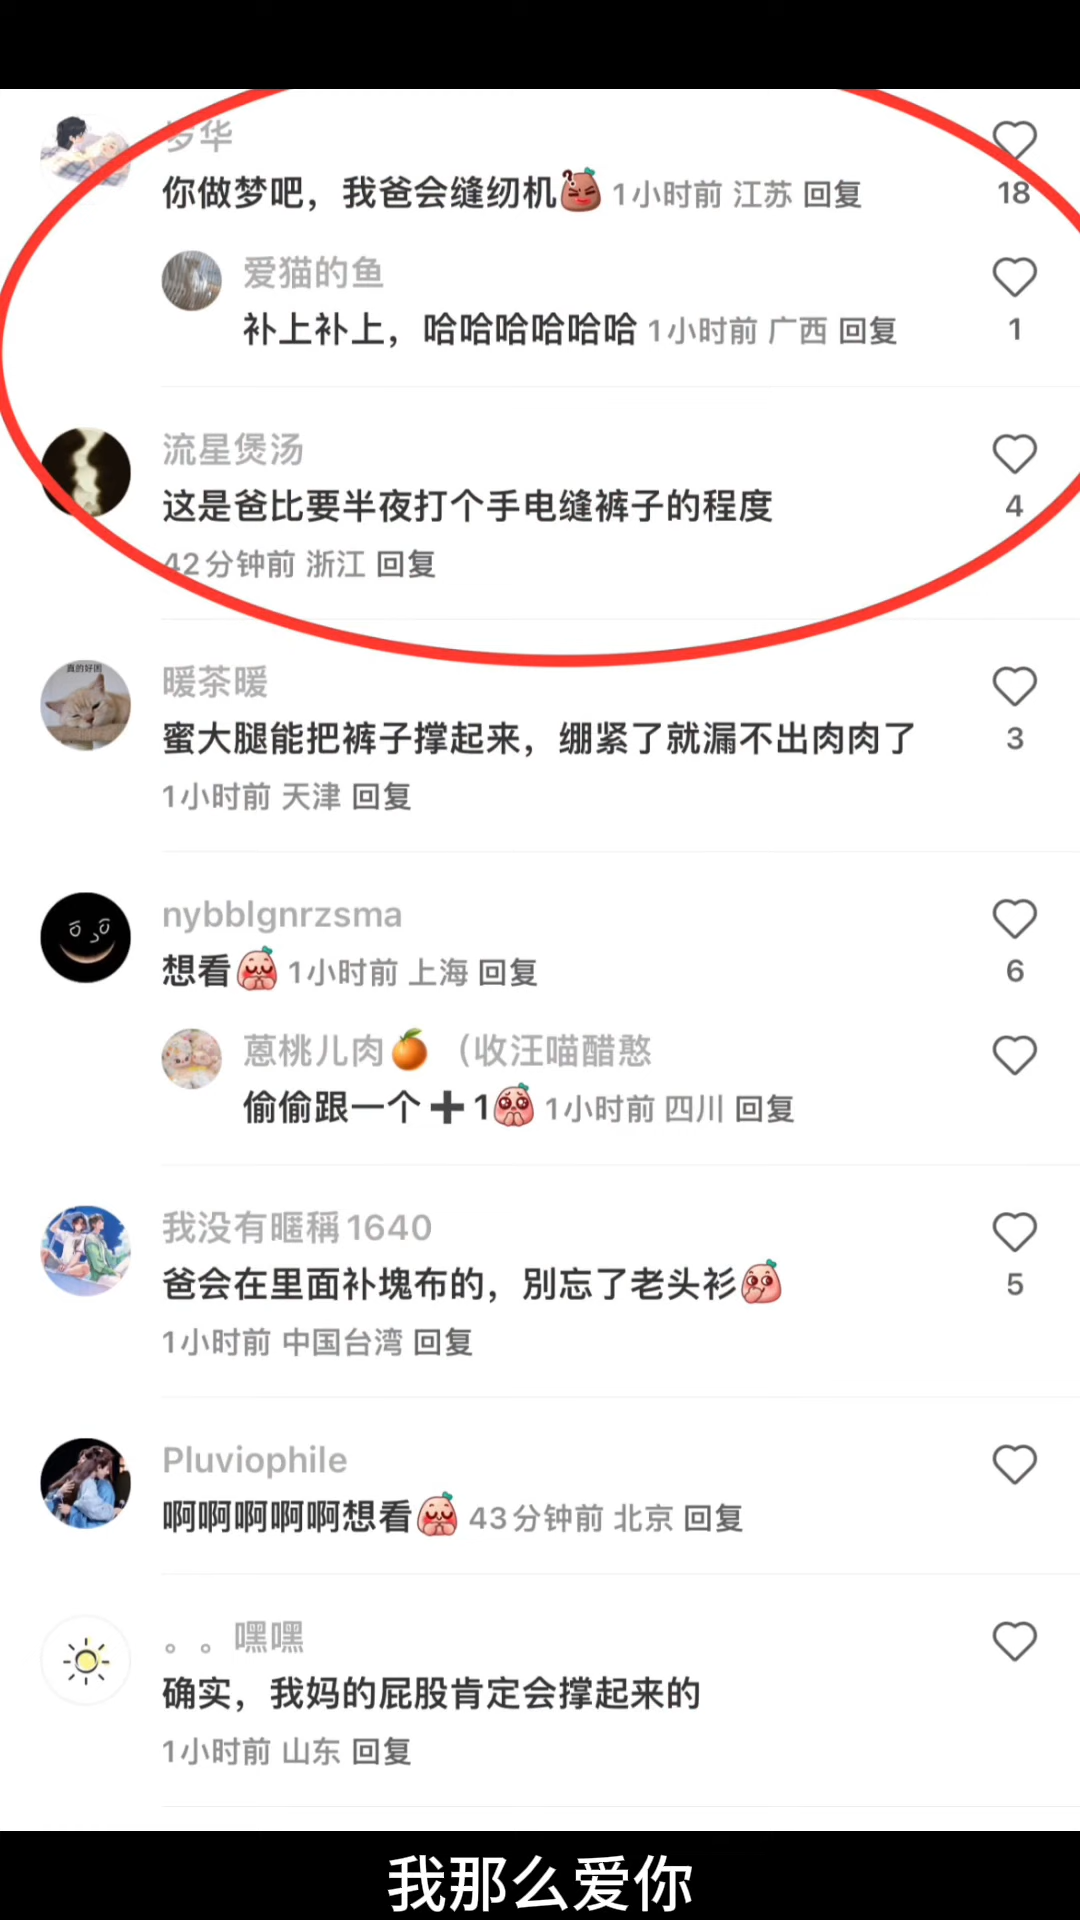 岁华
你做梦吧，我爸会缝纫机 1小时前 江苏 回复
18
爱猫的鱼
补上补上，哈哈哈哈哈哈 1小时前 广西 回复
1
流星煲汤
这是爸比要半夜打个手电缝裤子的程度
4
42分钟前 浙江 回复
真的好困
暖茶暖
蜜大腿能把裤子撑起来，绷紧了就漏不出肉肉了
3
1小时前 天津 回复
nybblgnrzsma
想看 1小时前 上海 回复
6
蒽桃儿肉🍊（收汪喵醋憨
偷偷跟一个➕1 1小时前 四川 回复
我没有暱稱1640
爸会在里面补塊布的，別忘了老头衫
5
1小时前 中国台湾 回复
Pluviophile
啊啊啊啊啊想看 43分钟前 北京 回复
。。嘿嘿
确实，我妈的屁股肯定会撑起来的
1小时前 山东 回复
我那么爱你